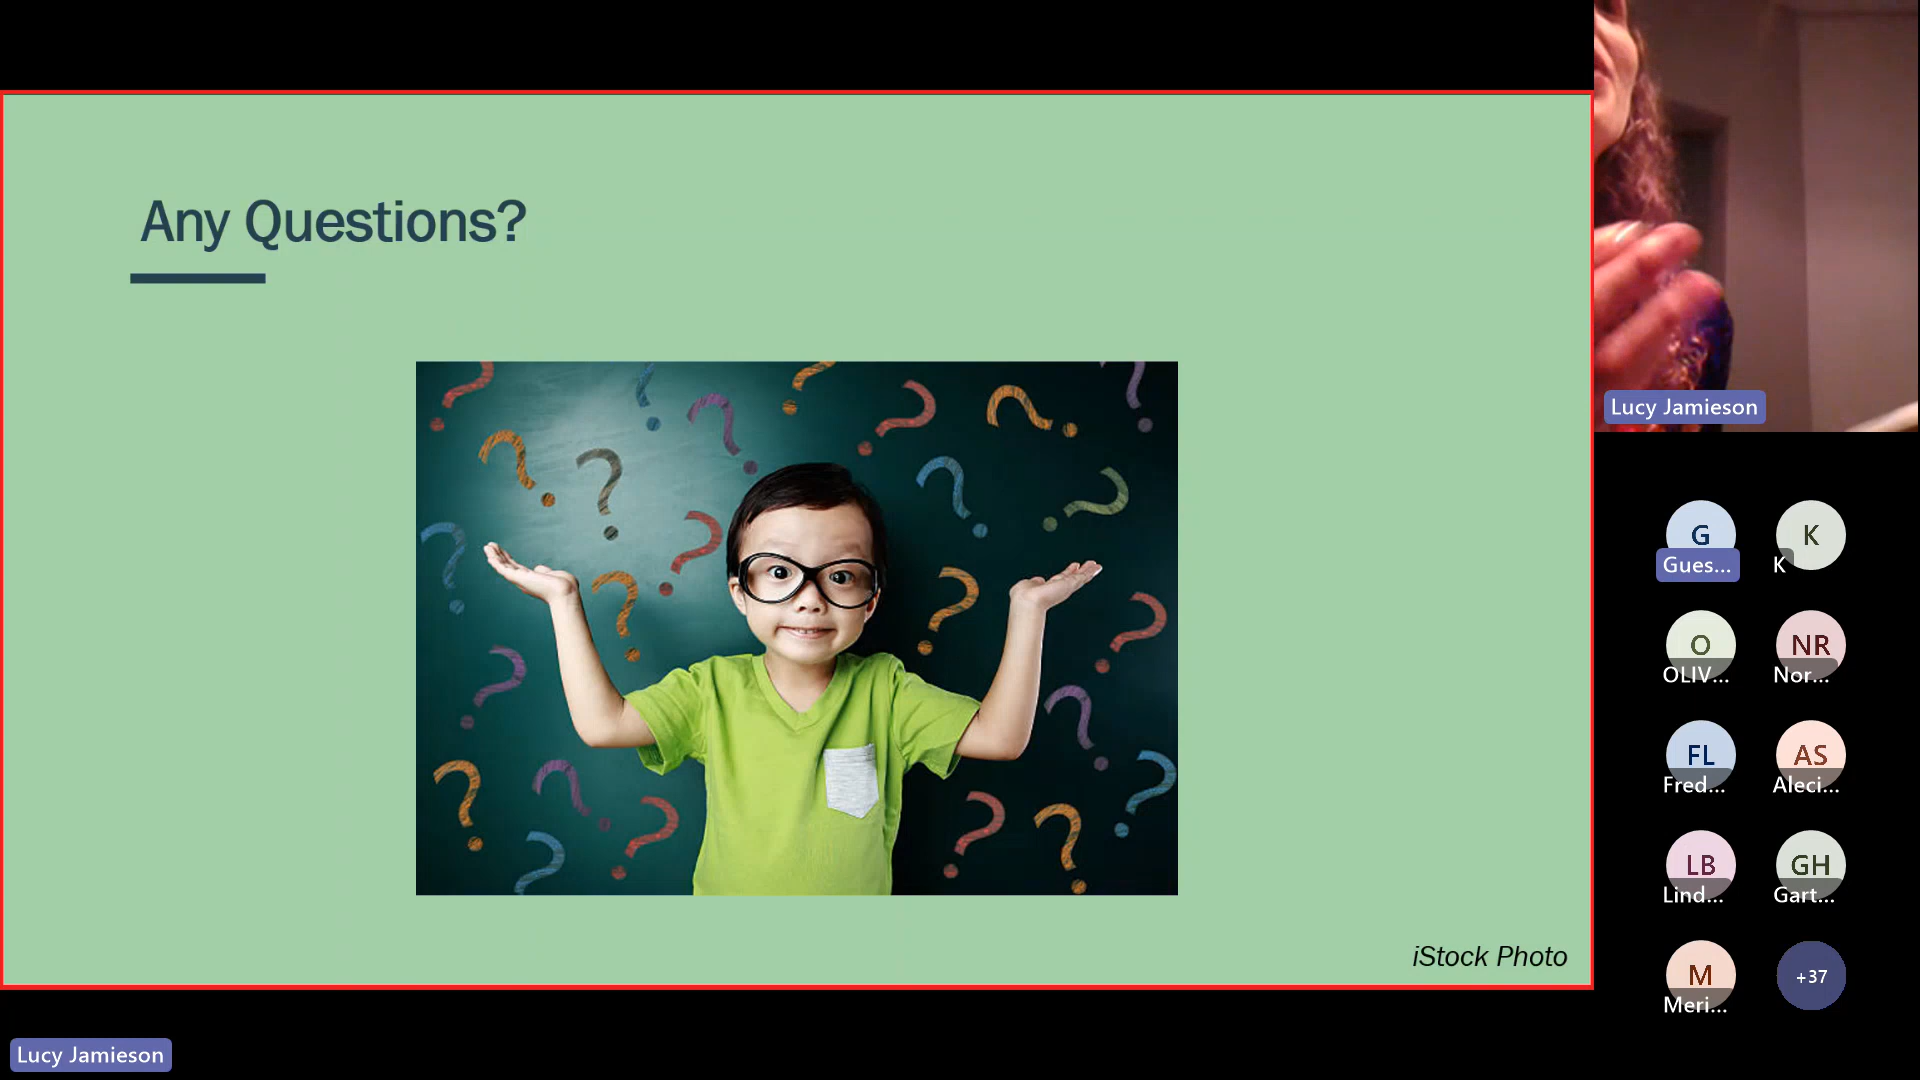 Any Questions?
iStock Photo
Lucy Jamieson
Lucy Jamieson
G
Gues...
K
K
O
OLIV...
NR
Nor...
FL
Fred...
AS
Aleci...
LB
Lind...
GH
Gart...
M
Meri...
+37